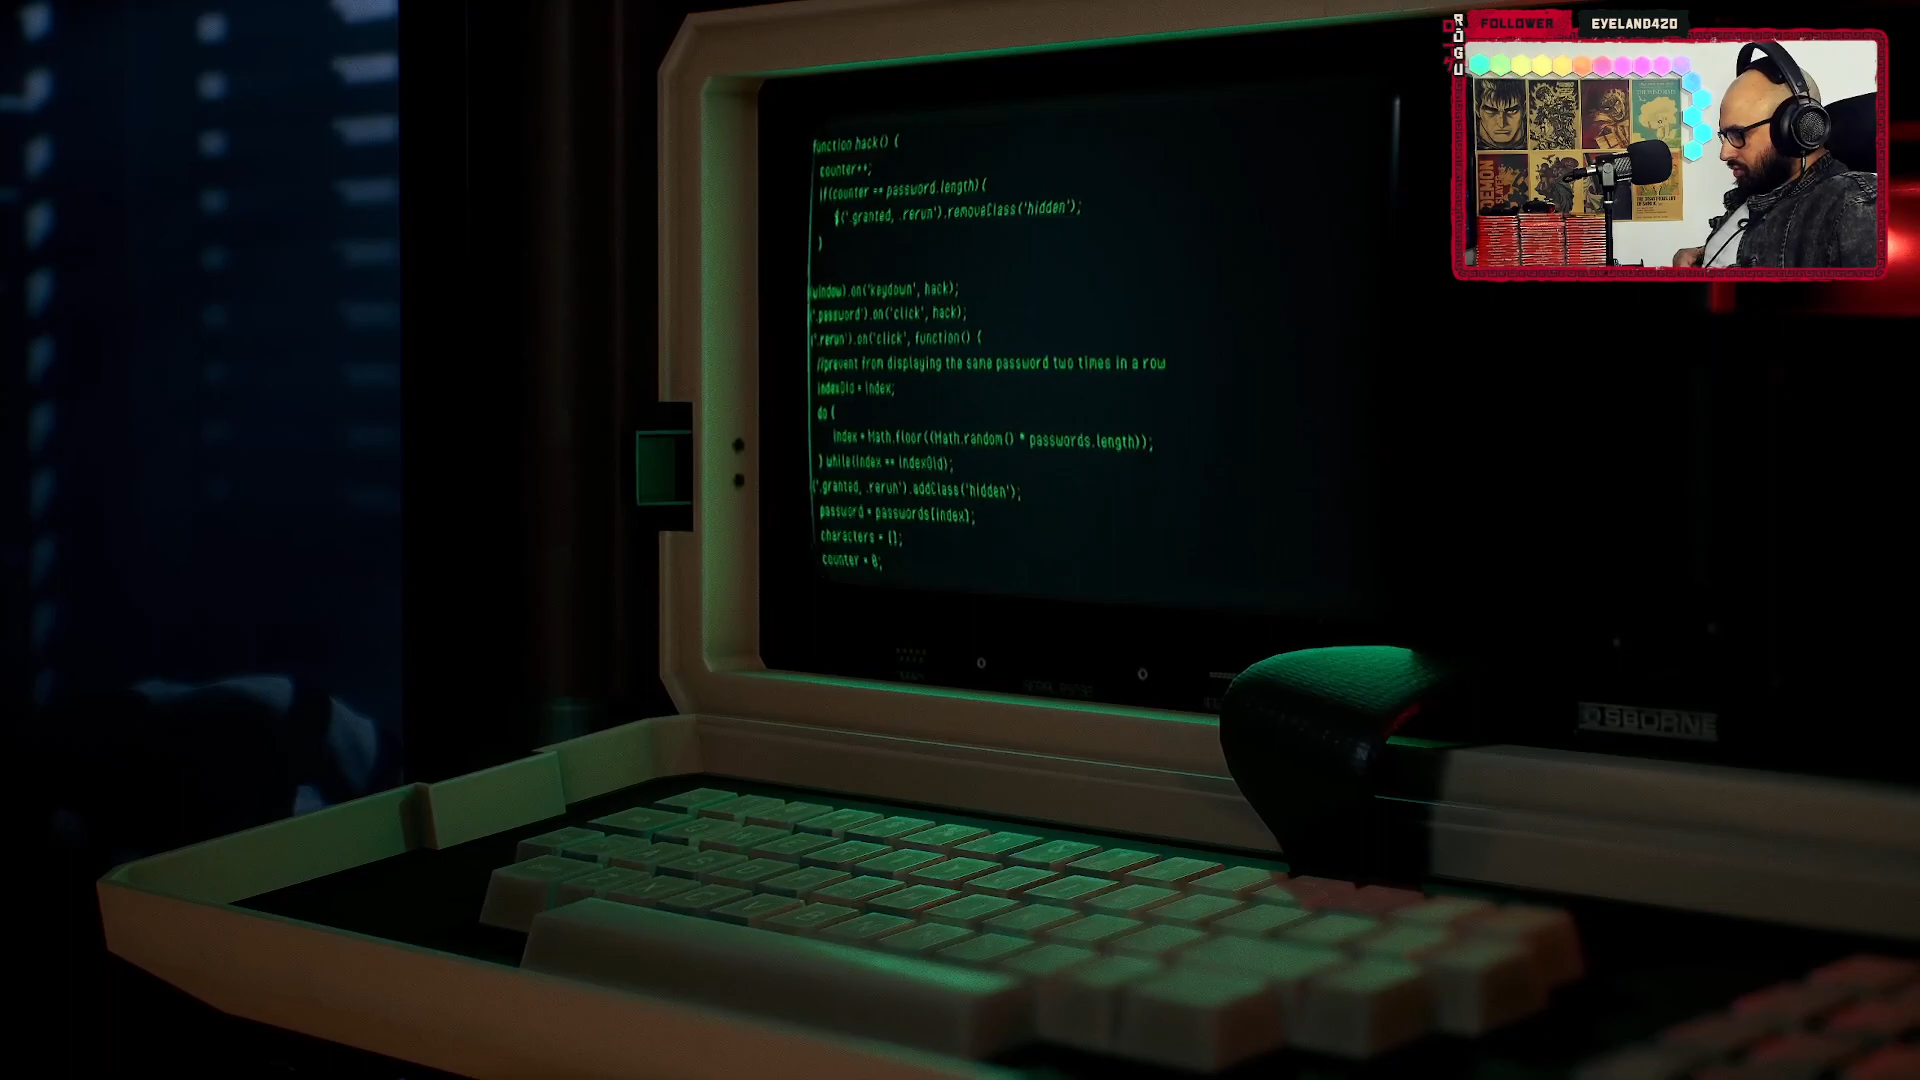 FOLLOWER EYELAND420
ROGU
DEMON SLAYER
function hack() {
counter++;
if(counter == password.length){
$('.granted, .rerun').removeClass('hidden');
}
window).on('keydown', hack);
'.password').on('click', hack);
('.rerun').on('click', function() {
//prevent from displaying the same password two times in a row
indexOld = index;
do {
index = Math.floor((Math.random() * passwords.length));
} while(index == indexOld);
('.granted, .rerun').addClass('hidden');
password = passwords[index];
characters = [];
counter = 0;
OSBORNE